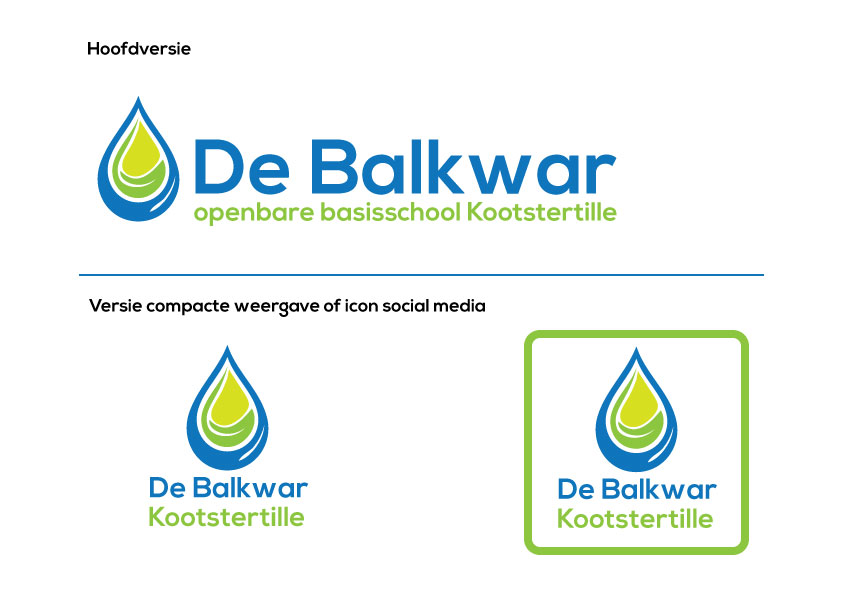 Hoofdversie
De Balkwar
openbare basisschool Kootstertille
Versie compacte weergave of icon social media
De Balkwar
Kootstertille
De Balkwar
Kootstertille